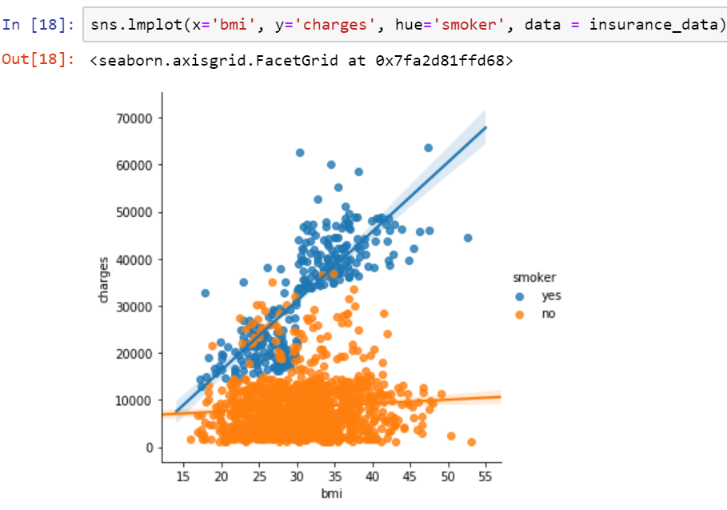 In [18]: sns.lmplot(x='bmi', y='charges', hue='smoker', data = insurance_data)
Out[18]: <seaborn.axisgrid.FacetGrid at 0x7fa2d81ffd68>
70000
60000
50000
40000
30000
20000
10000
0
charges
15 20 25 30 35 40 45 50 55
bmi
smoker
yes
no